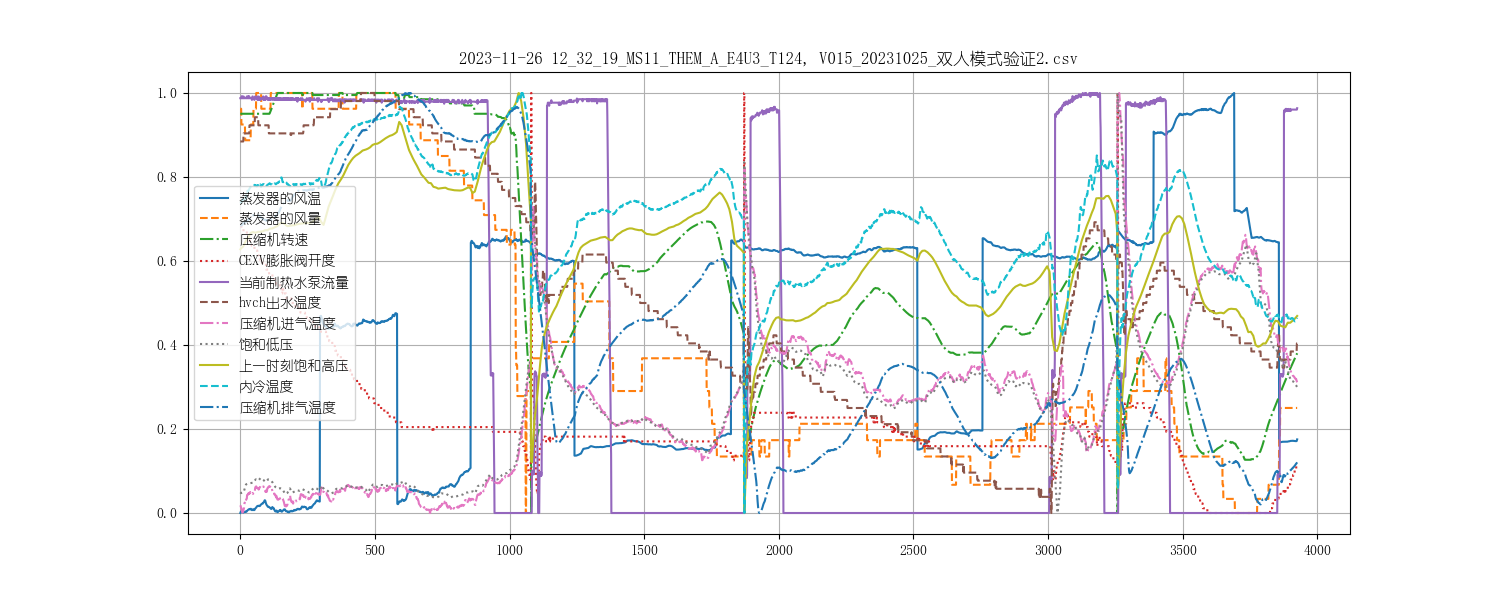 2023-11-26 12_32_19_MS11_THEM_A_E4U3_T124, V015_20231025_双人模式验证2.csv
1.0
0.8
0.6
0.4
0.2
0.0
蒸发器的风温
蒸发器的风量
压缩机转速
CEXV膨胀阀开度
当前制热水泵流量
hvch出水温度
压缩机进气温度
饱和低压
上一时刻饱和高压
内冷温度
压缩机排气温度
0 500 1000 1500 2000 2500 3000 3500 4000